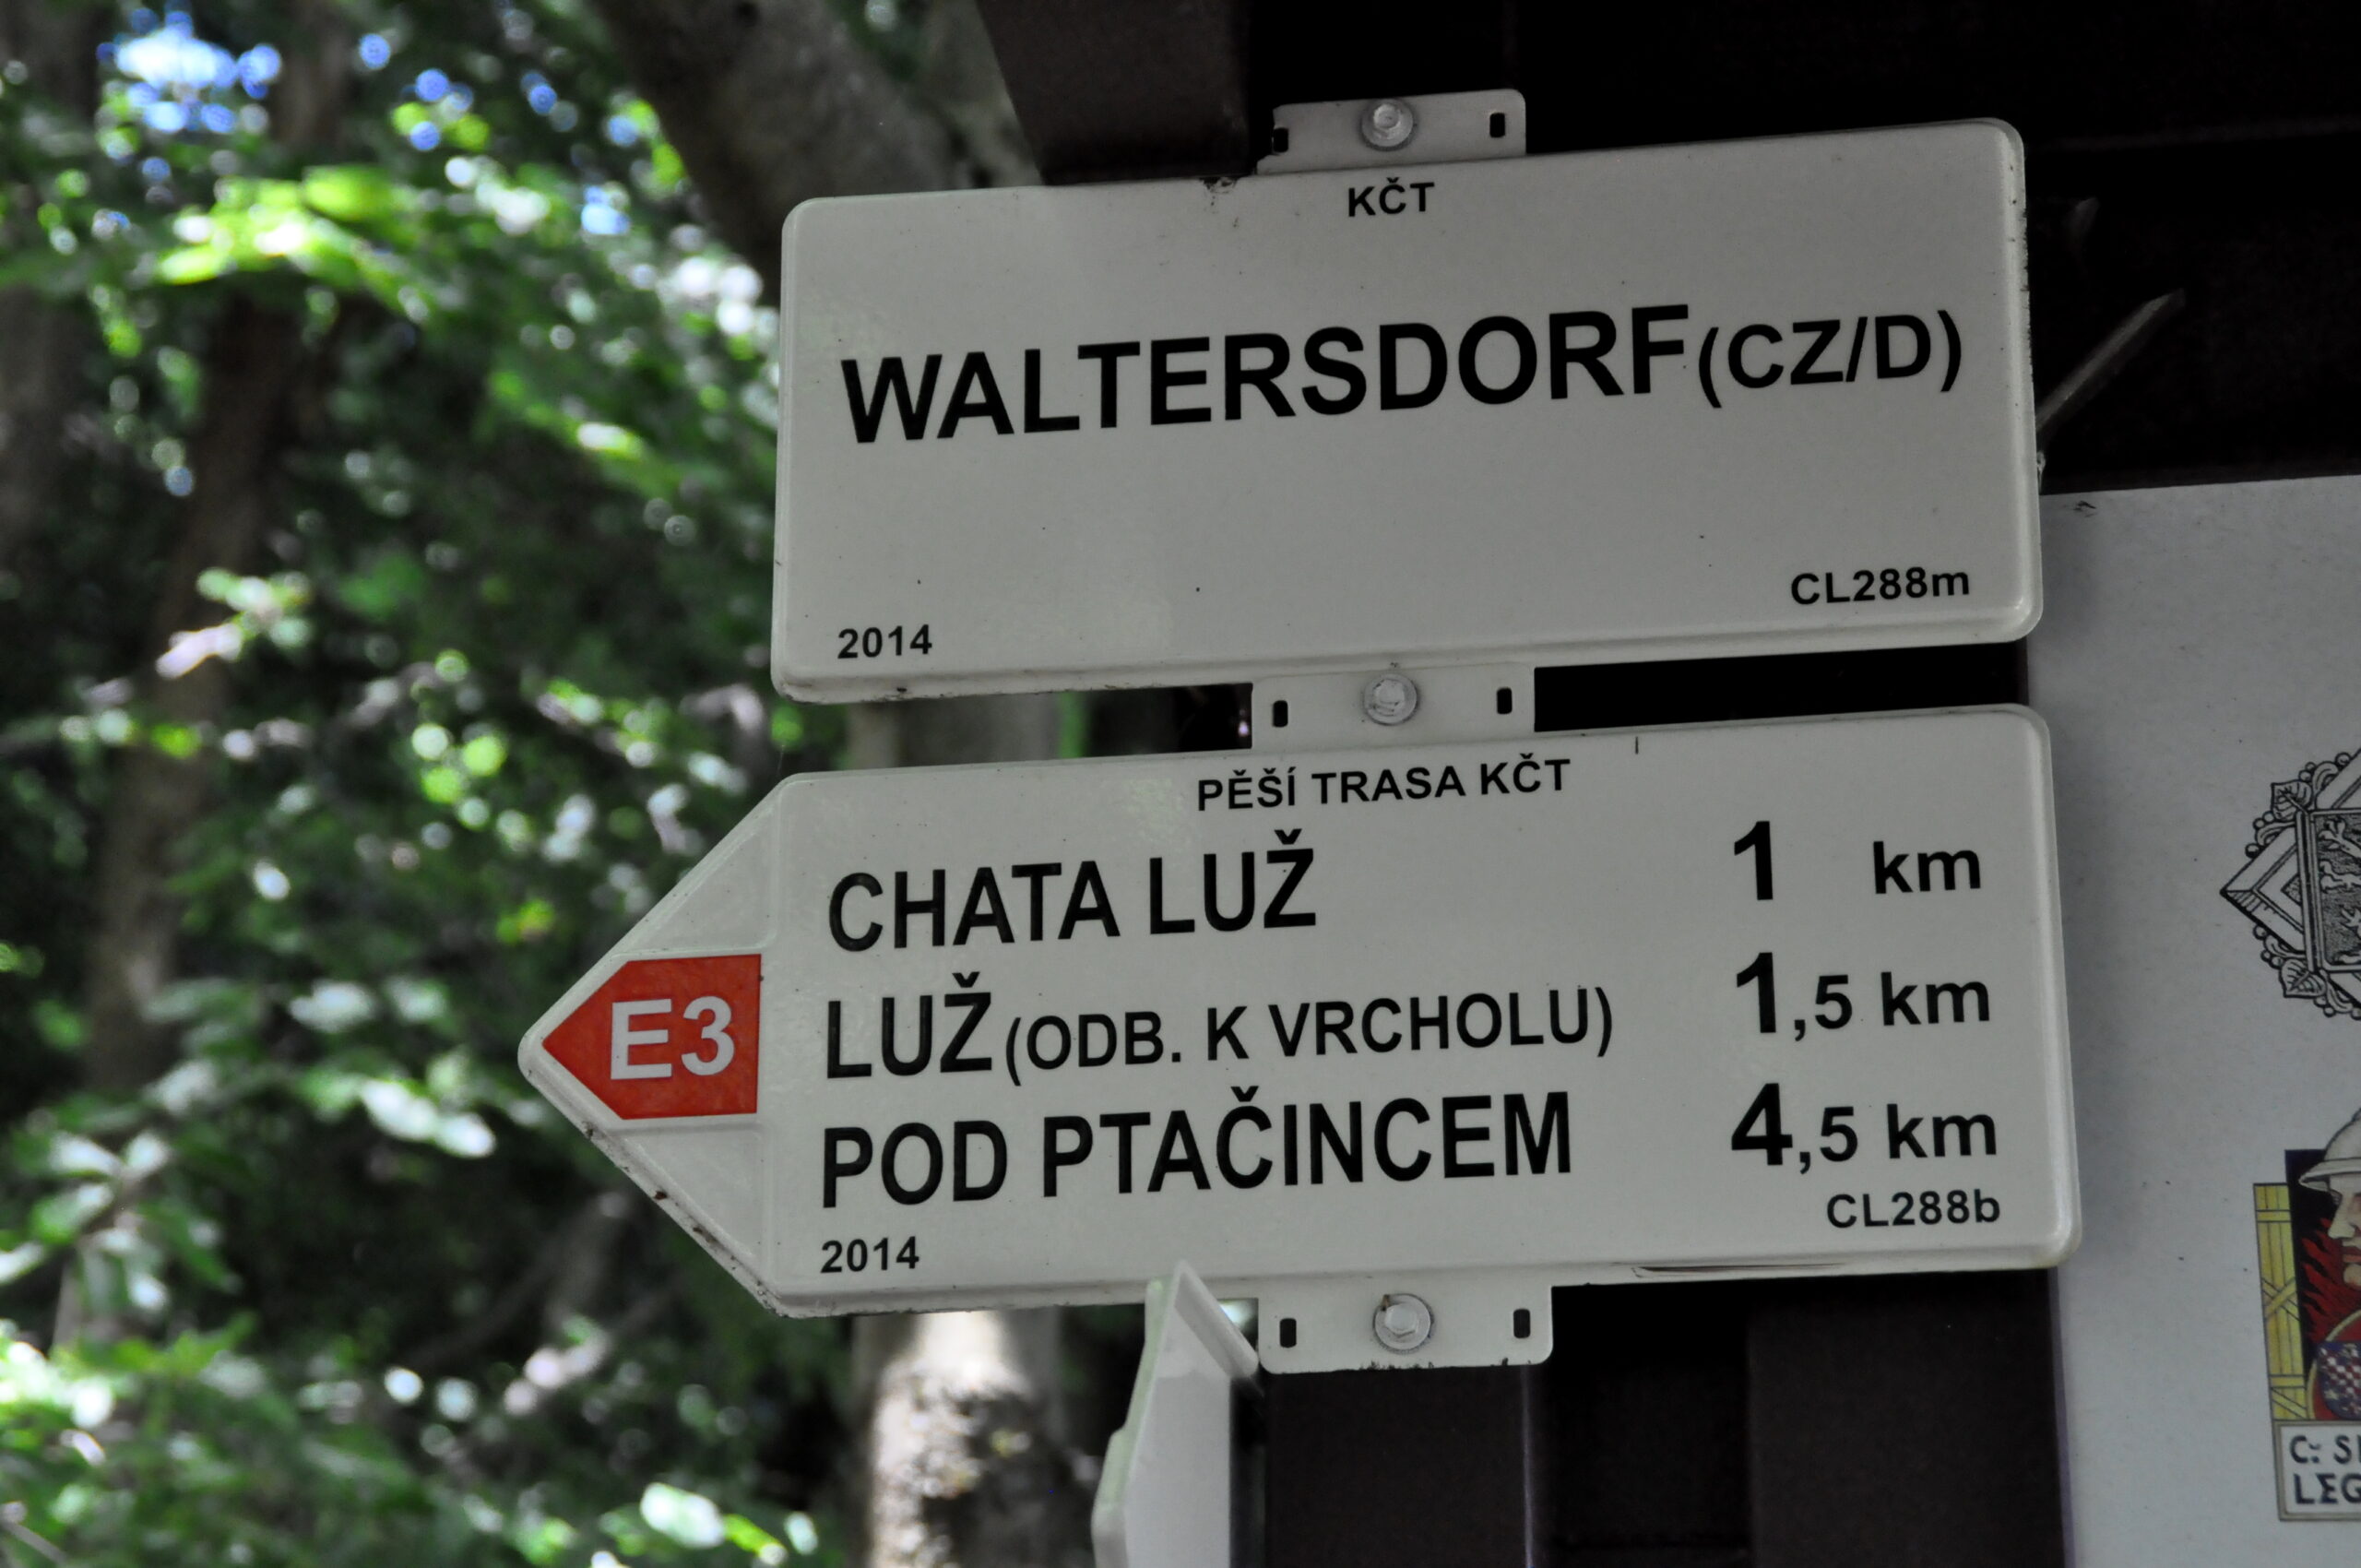 KČT
WALTERSDORF (CZ/D)
2014 CL288m
PĚŠÍ TRASA KČT
CHATA LUŽ 1 km
E3
LUŽ (ODB. K VRCHOLU) 1,5 km
POD PTAČINCEM 4,5 km
CL288b
2014